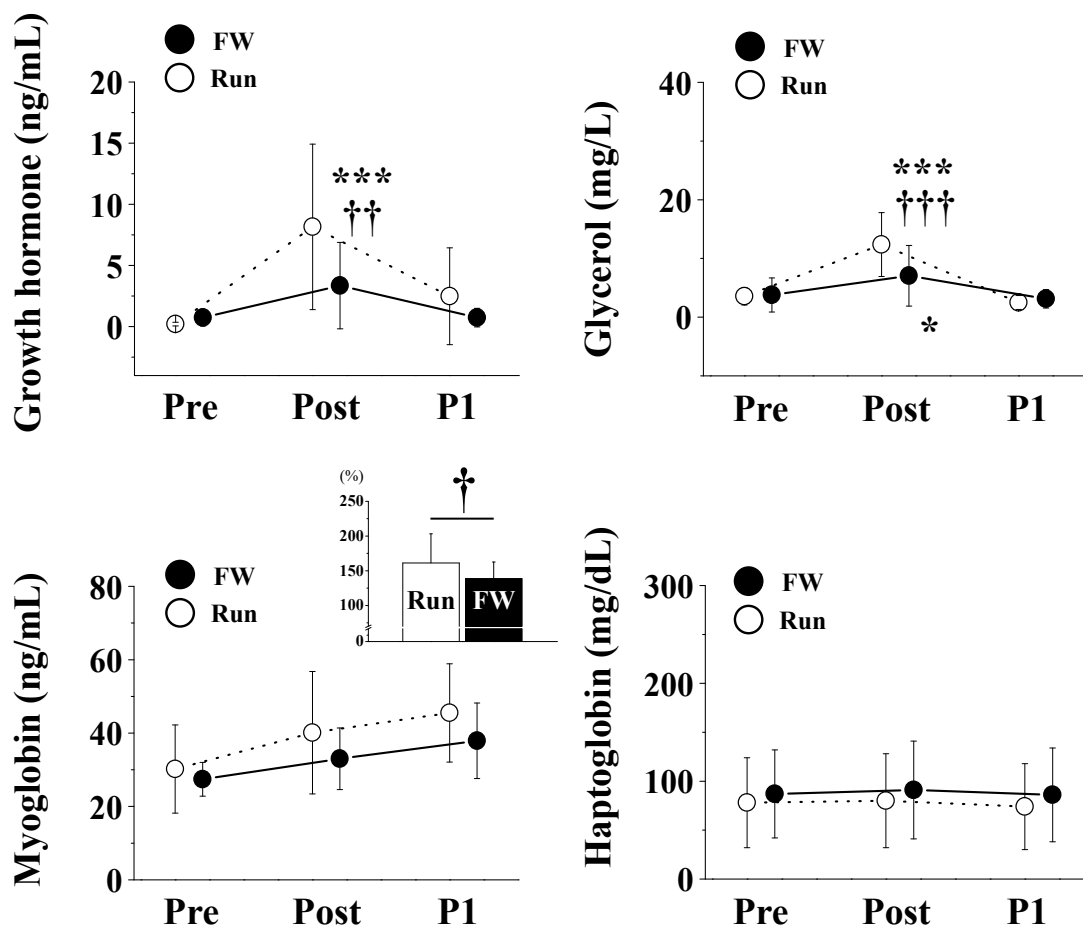 Growth hormone (ng/mL)
FW
Run
20
15
10
5
0
***
††
Pre Post P1
Glycerol (mg/L)
FW
Run
40
20
0
***
†††
*
Pre Post P1
Myoglobin (ng/mL)
FW
Run
80
60
40
20
0
Pre Post P1
(%)
250
200
150
100
0
†
Run FW
Haptoglobin (mg/dL)
FW
Run
300
200
100
0
Pre Post P1